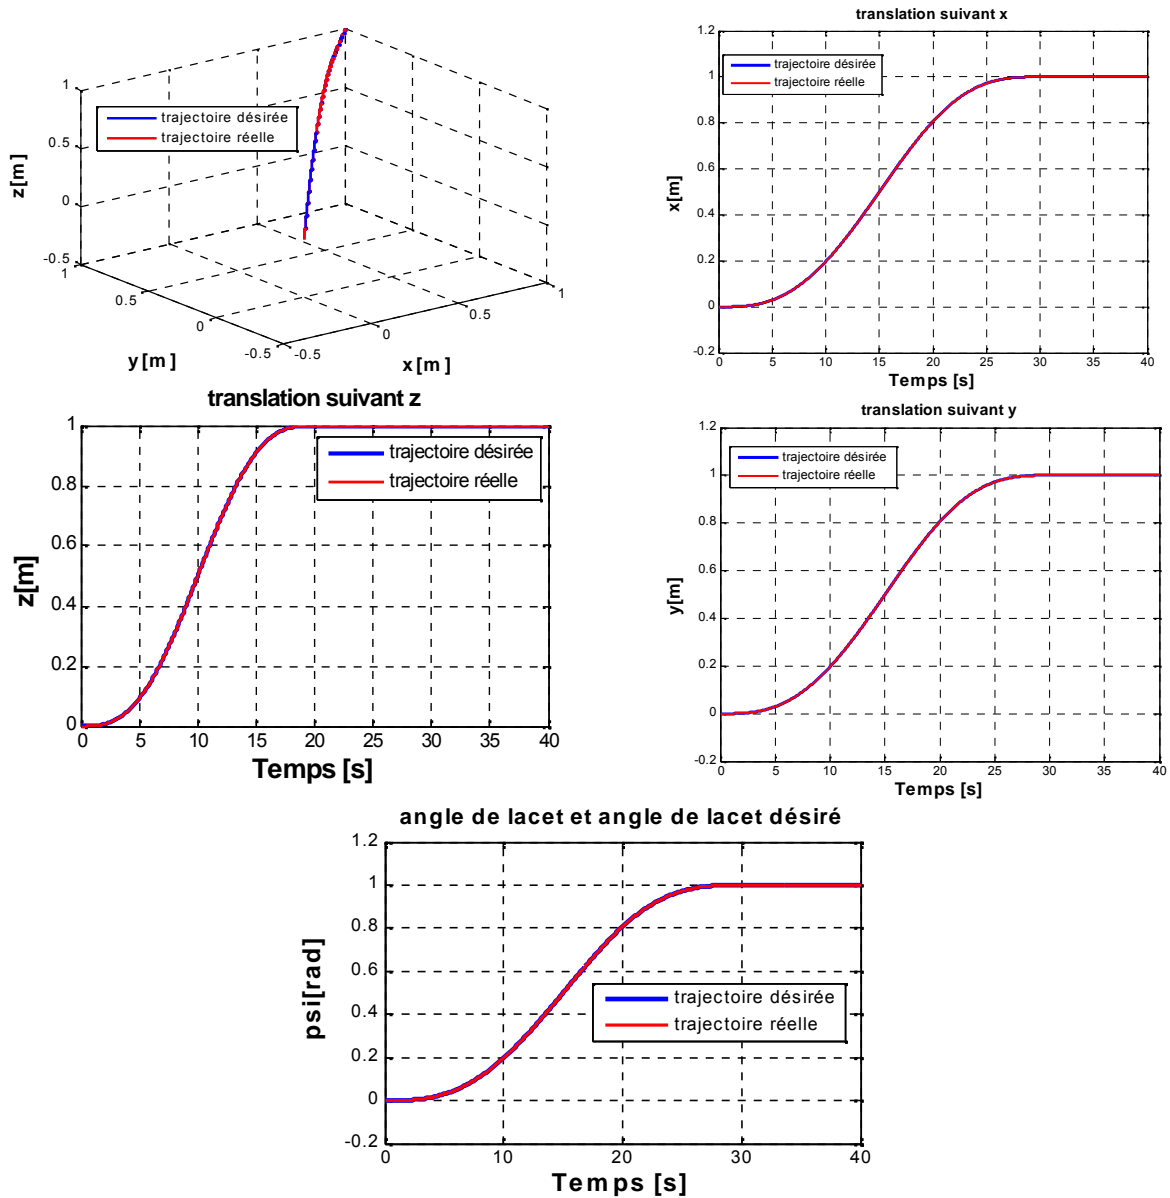 trajectoire désirée
trajectoire réelle
1
0.5
0
-0.5
z[m]
1
0.5
0
-0.5
y[m]
-0.5
0
0.5
1
x[m]
translation suivant x
trajectoire désirée
trajectoire réelle
1.2
1
0.8
0.6
0.4
0.2
0
-0.2
x[m]
0 5 10 15 20 25 30 35 40
Temps [s]
translation suivant z
trajectoire désirée
trajectoire réelle
1
0.8
0.6
0.4
0.2
0
z[m]
0 5 10 15 20 25 30 35 40
Temps [s]
translation suivant y
trajectoire désirée
trajectoire réelle
1.2
1
0.8
0.6
0.4
0.2
0
-0.2
y[m]
0 5 10 15 20 25 30 35 40
Temps [s]
angle de lacet et angle de lacet désiré
1.2
1
0.8
0.6
0.4
0.2
0
-0.2
psi[rad]
trajectoire désirée
trajectoire réelle
0 10 20 30 40
Temps [s]